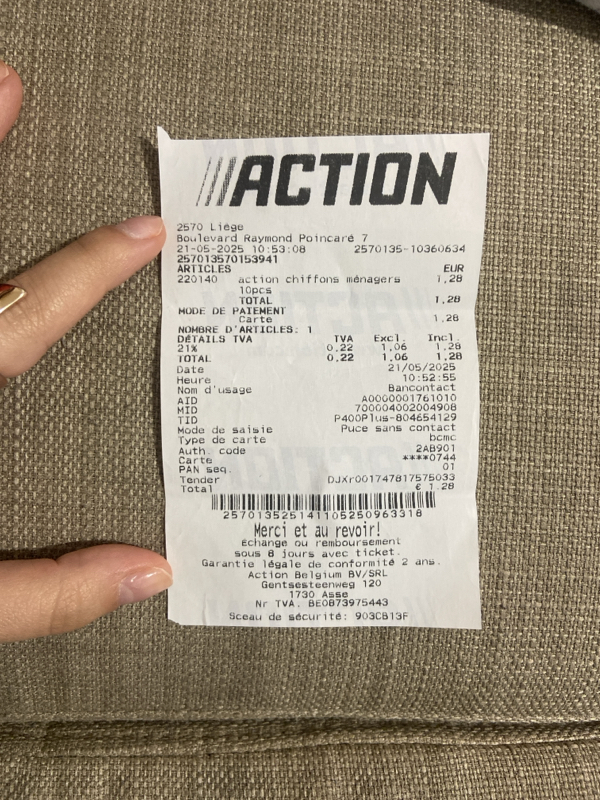 ACTION
2570 Liège
Boulevard Raymond Poincaré 7
21-05-2025 10:53:08 2570135-10360634
257013570153941
ARTICLES EUR
220140 action chiffons ménagers 1,28
10pcs
TOTAL 1,28
MODE DE PAIEMENT
Carte 1,28
NOMBRE D'ARTICLES: 1
DÉTAILS TVA TVA Excl. Incl.
21% 0,22 1,06 1,28
TOTAL 0,22 1,06 1,28
Date 21/05/2025
Heure 10:52:55
Nom d'usage Bancontact
AID A0000001761010
MID 700004002004908
TID P400Plus-804654129
Mode de saisie Puce sans contact
Type de carte bcmc
Auth. code 2AB901
Carte ****0744
PAN seq. 01
Tender DJXr001747817575033
Total € 1.28
257013525141105250963318
Merci et au revoir!
Échange ou remboursement
sous 8 jours avec ticket.
Garantie légale de conformité 2 ans.
Action Belgium BV/SRL
Gentsesteenweg 120
1730 Asse
Nr TVA. BE0873975443
Sceau de sécurité: 903CB13F